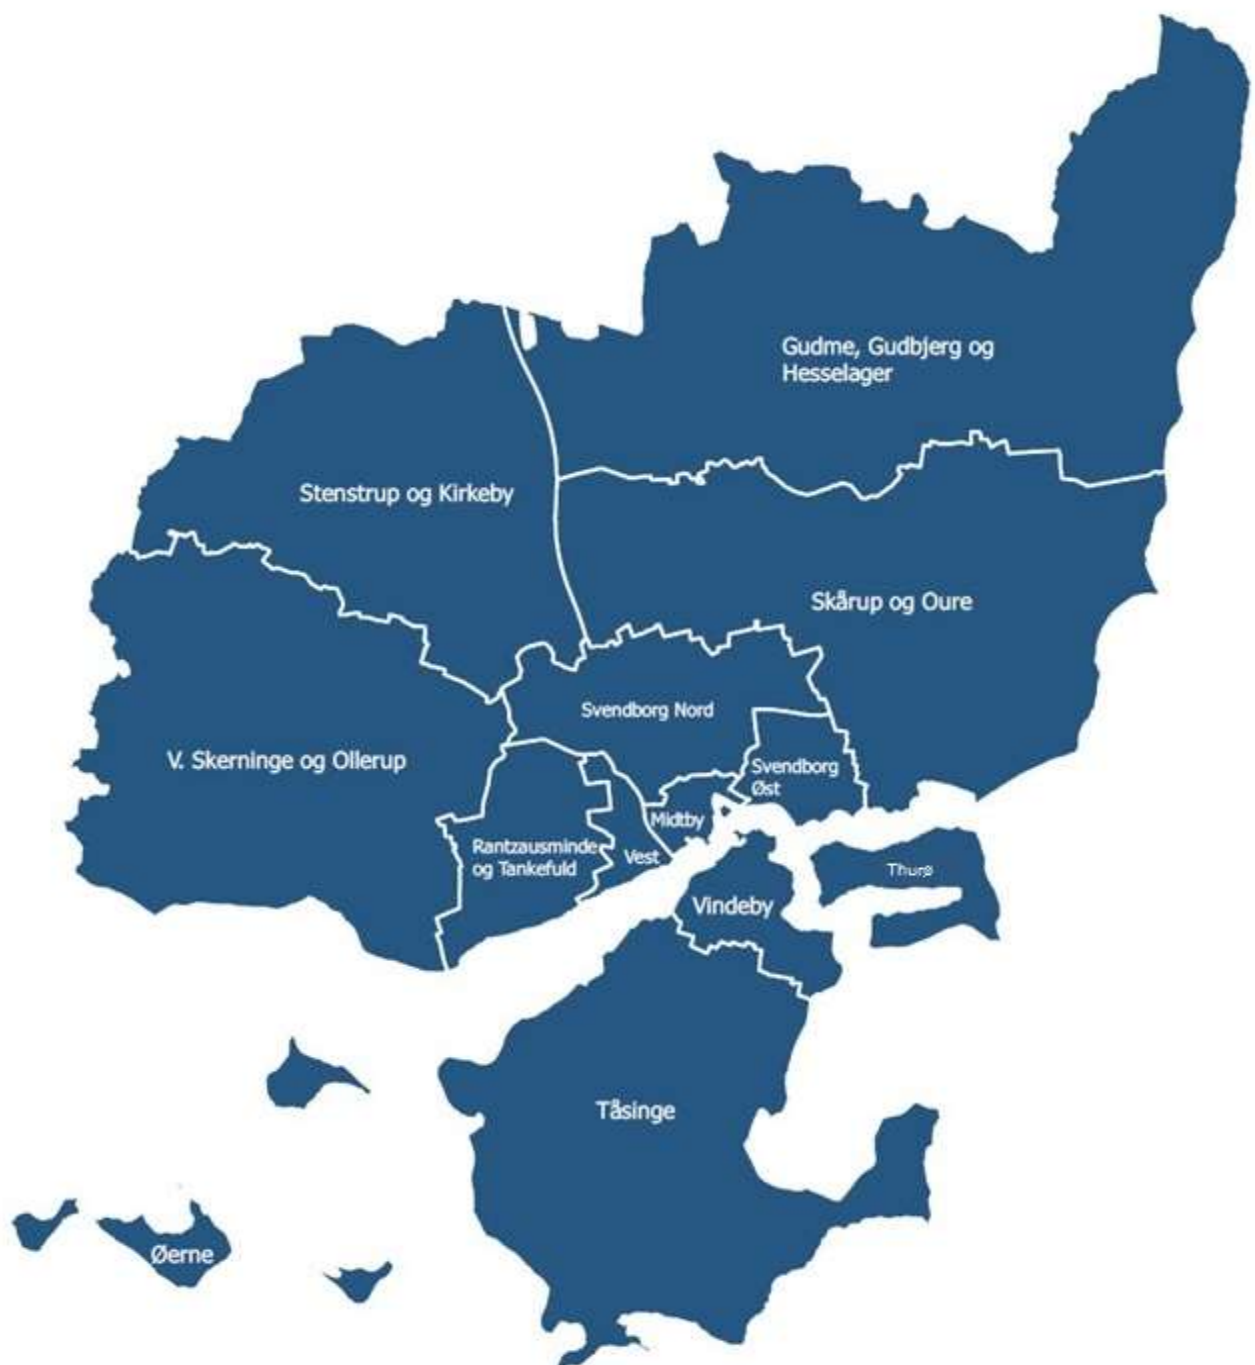 Gudme, Gudbjerg og
Hesselager
Stenstrup og Kirkeby
Skårup og Oure
Svendborg Nord
V. Skerninge og Ollerup
Svendborg
Øst
Midtby
Rantzausminde
og Tankefuld
Vest
Thurø
Vindeby
Tåsinge
Øerne